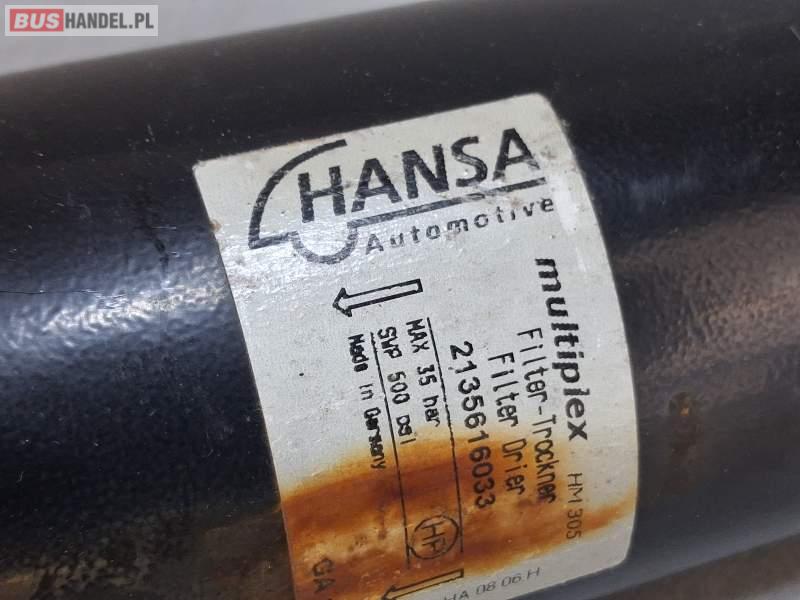 BUSHANDEL.PL
HANSA
Automotive
multiplex HM 305
Filter-Trockner
Filter Drier
2135616033
MAX 35 bar
SWP 500 psi
Made in Germany
HP
GA
HA 08 06 H